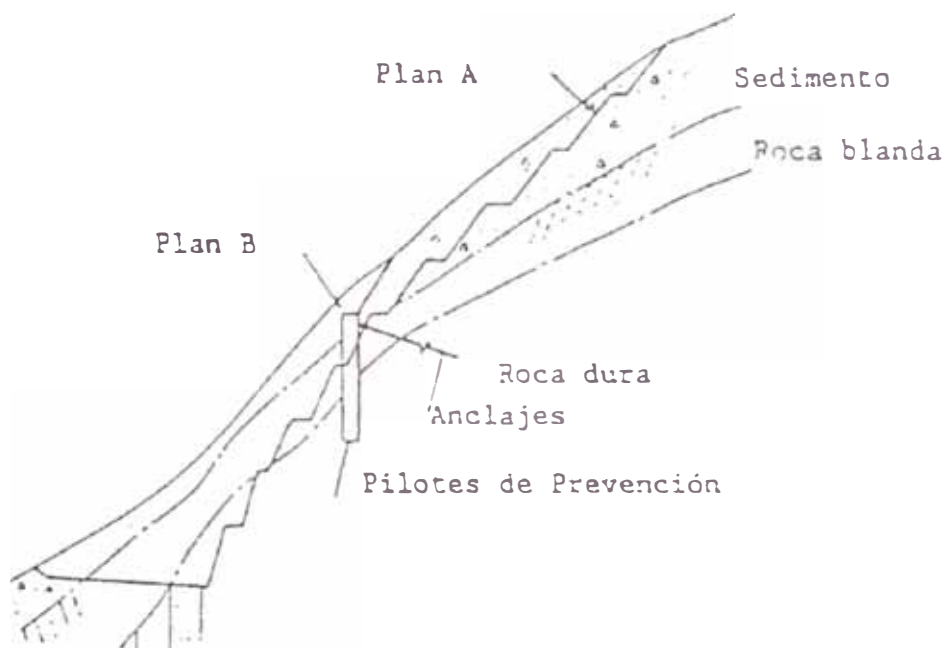 Plan A
Sedimento
Roca blanda
Plan B
Roca dura
Anclajes
Pilotes de Prevención